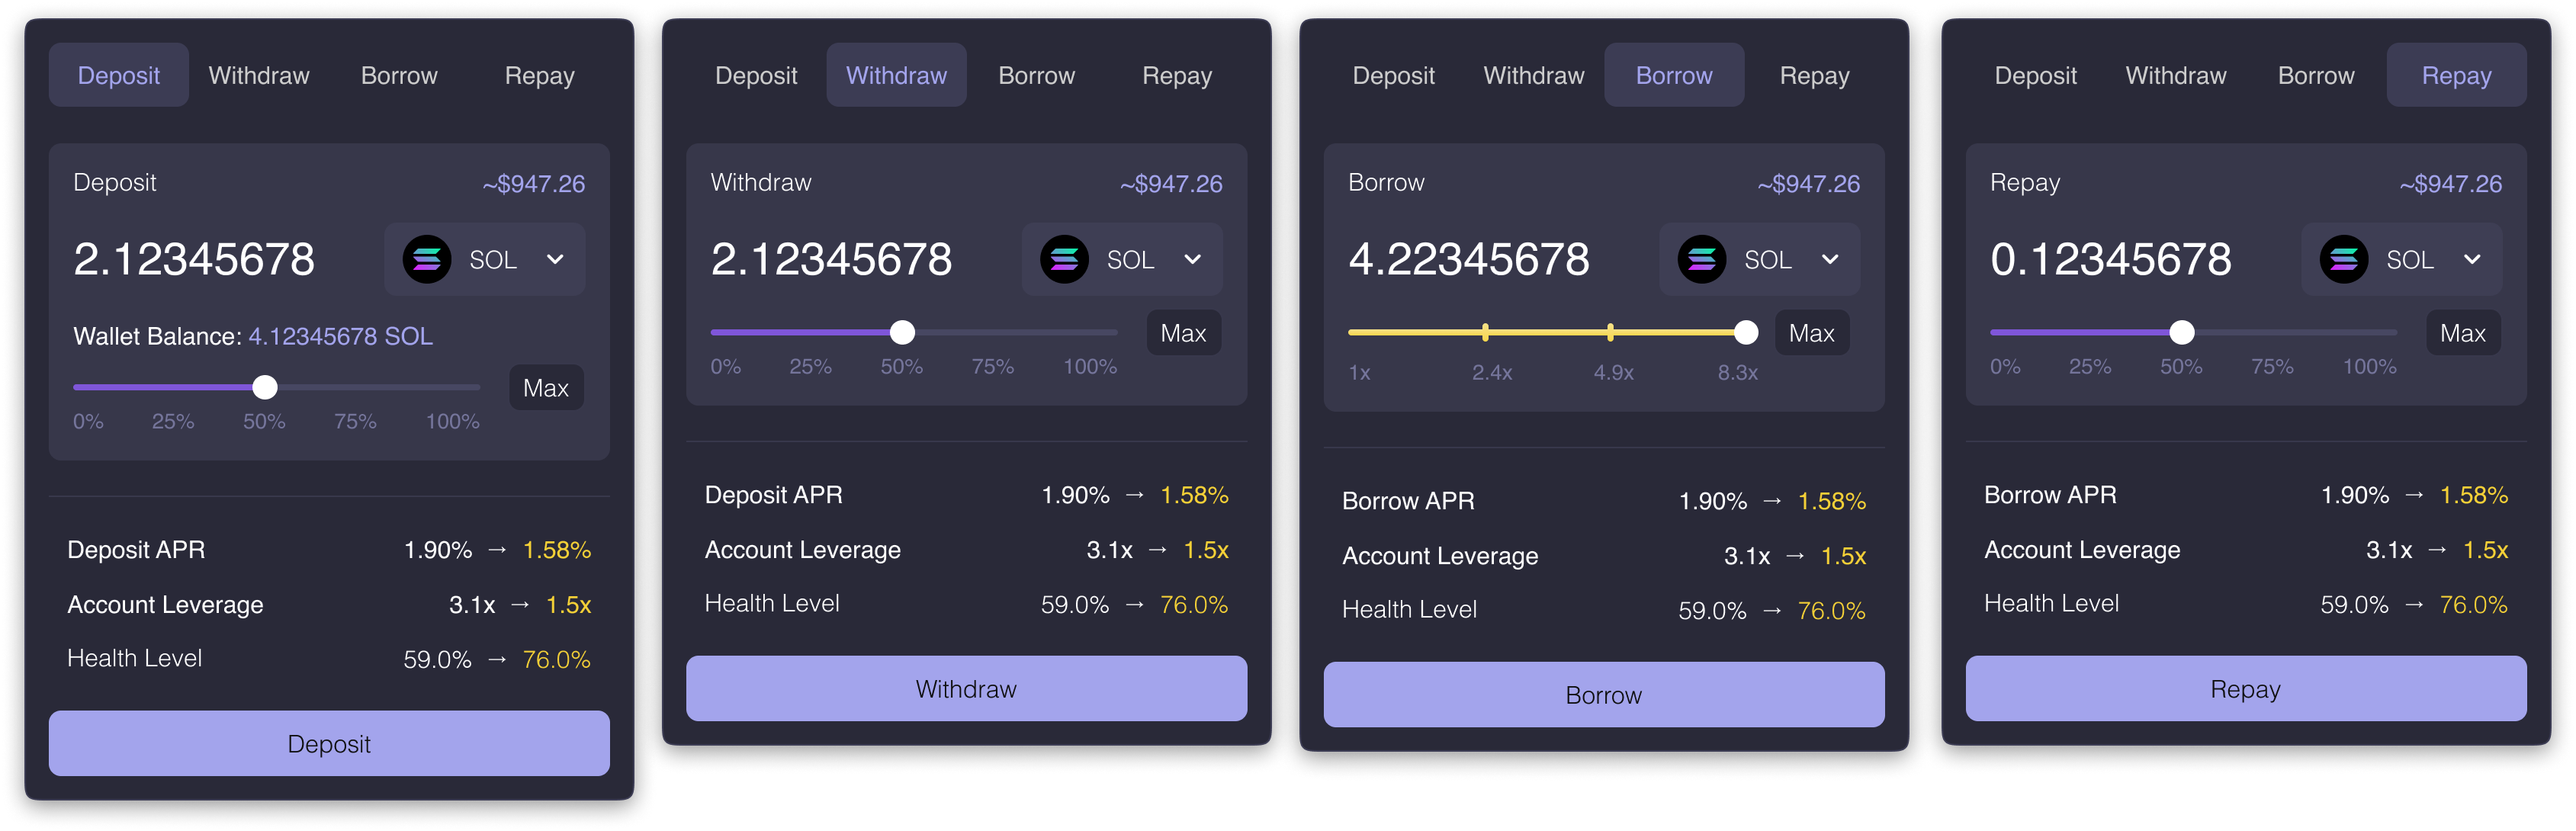 Deposit Withdraw Borrow Repay
Deposit ~$947.26
2.12345678 SOL
Wallet Balance: 4.12345678 SOL
Max
0% 25% 50% 75% 100%
Deposit APR 1.90% → 1.58%
Account Leverage 3.1x → 1.5x
Health Level 59.0% → 76.0%
Deposit
Deposit Withdraw Borrow Repay
Withdraw ~$947.26
2.12345678 SOL
Max
0% 25% 50% 75% 100%
Deposit APR 1.90% → 1.58%
Account Leverage 3.1x → 1.5x
Health Level 59.0% → 76.0%
Withdraw
Deposit Withdraw Borrow Repay
Borrow ~$947.26
4.22345678 SOL
Max
1x 2.4x 4.9x 8.3x
Borrow APR 1.90% → 1.58%
Account Leverage 3.1x → 1.5x
Health Level 59.0% → 76.0%
Borrow
Deposit Withdraw Borrow Repay
Repay ~$947.26
0.12345678 SOL
Max
0% 25% 50% 75% 100%
Borrow APR 1.90% → 1.58%
Account Leverage 3.1x → 1.5x
Health Level 59.0% → 76.0%
Repay